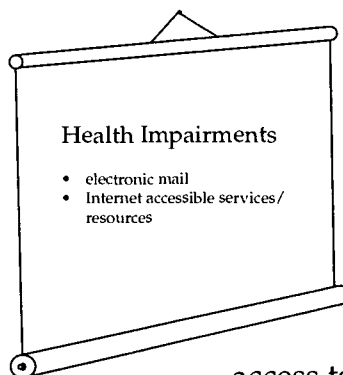 Health Impairments
• electronic mail
• Internet accessible services/
resources
access to